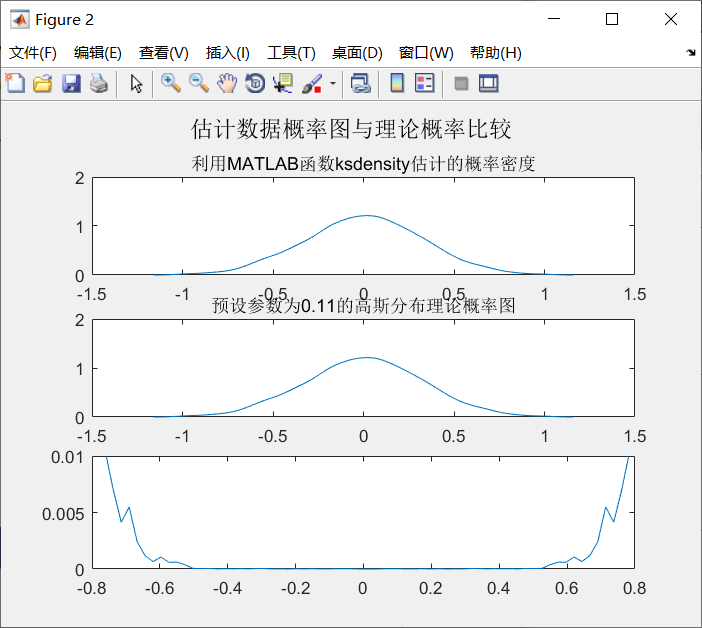 Figure 2
文件(F) 编辑(E) 查看(V) 插入(I) 工具(T) 桌面(D) 窗口(W) 帮助(H)
估计数据概率图与理论概率比较
利用MATLAB函数ksdensity估计的概率密度
2
1
0
-1.5 -1 -0.5 0 0.5 1 1.5
预设参数为0.11的高斯分布理论概率图
2
1
0
-1.5 -1 -0.5 0 0.5 1 1.5
0.01
0.005
0
-0.8 -0.6 -0.4 -0.2 0 0.2 0.4 0.6 0.8